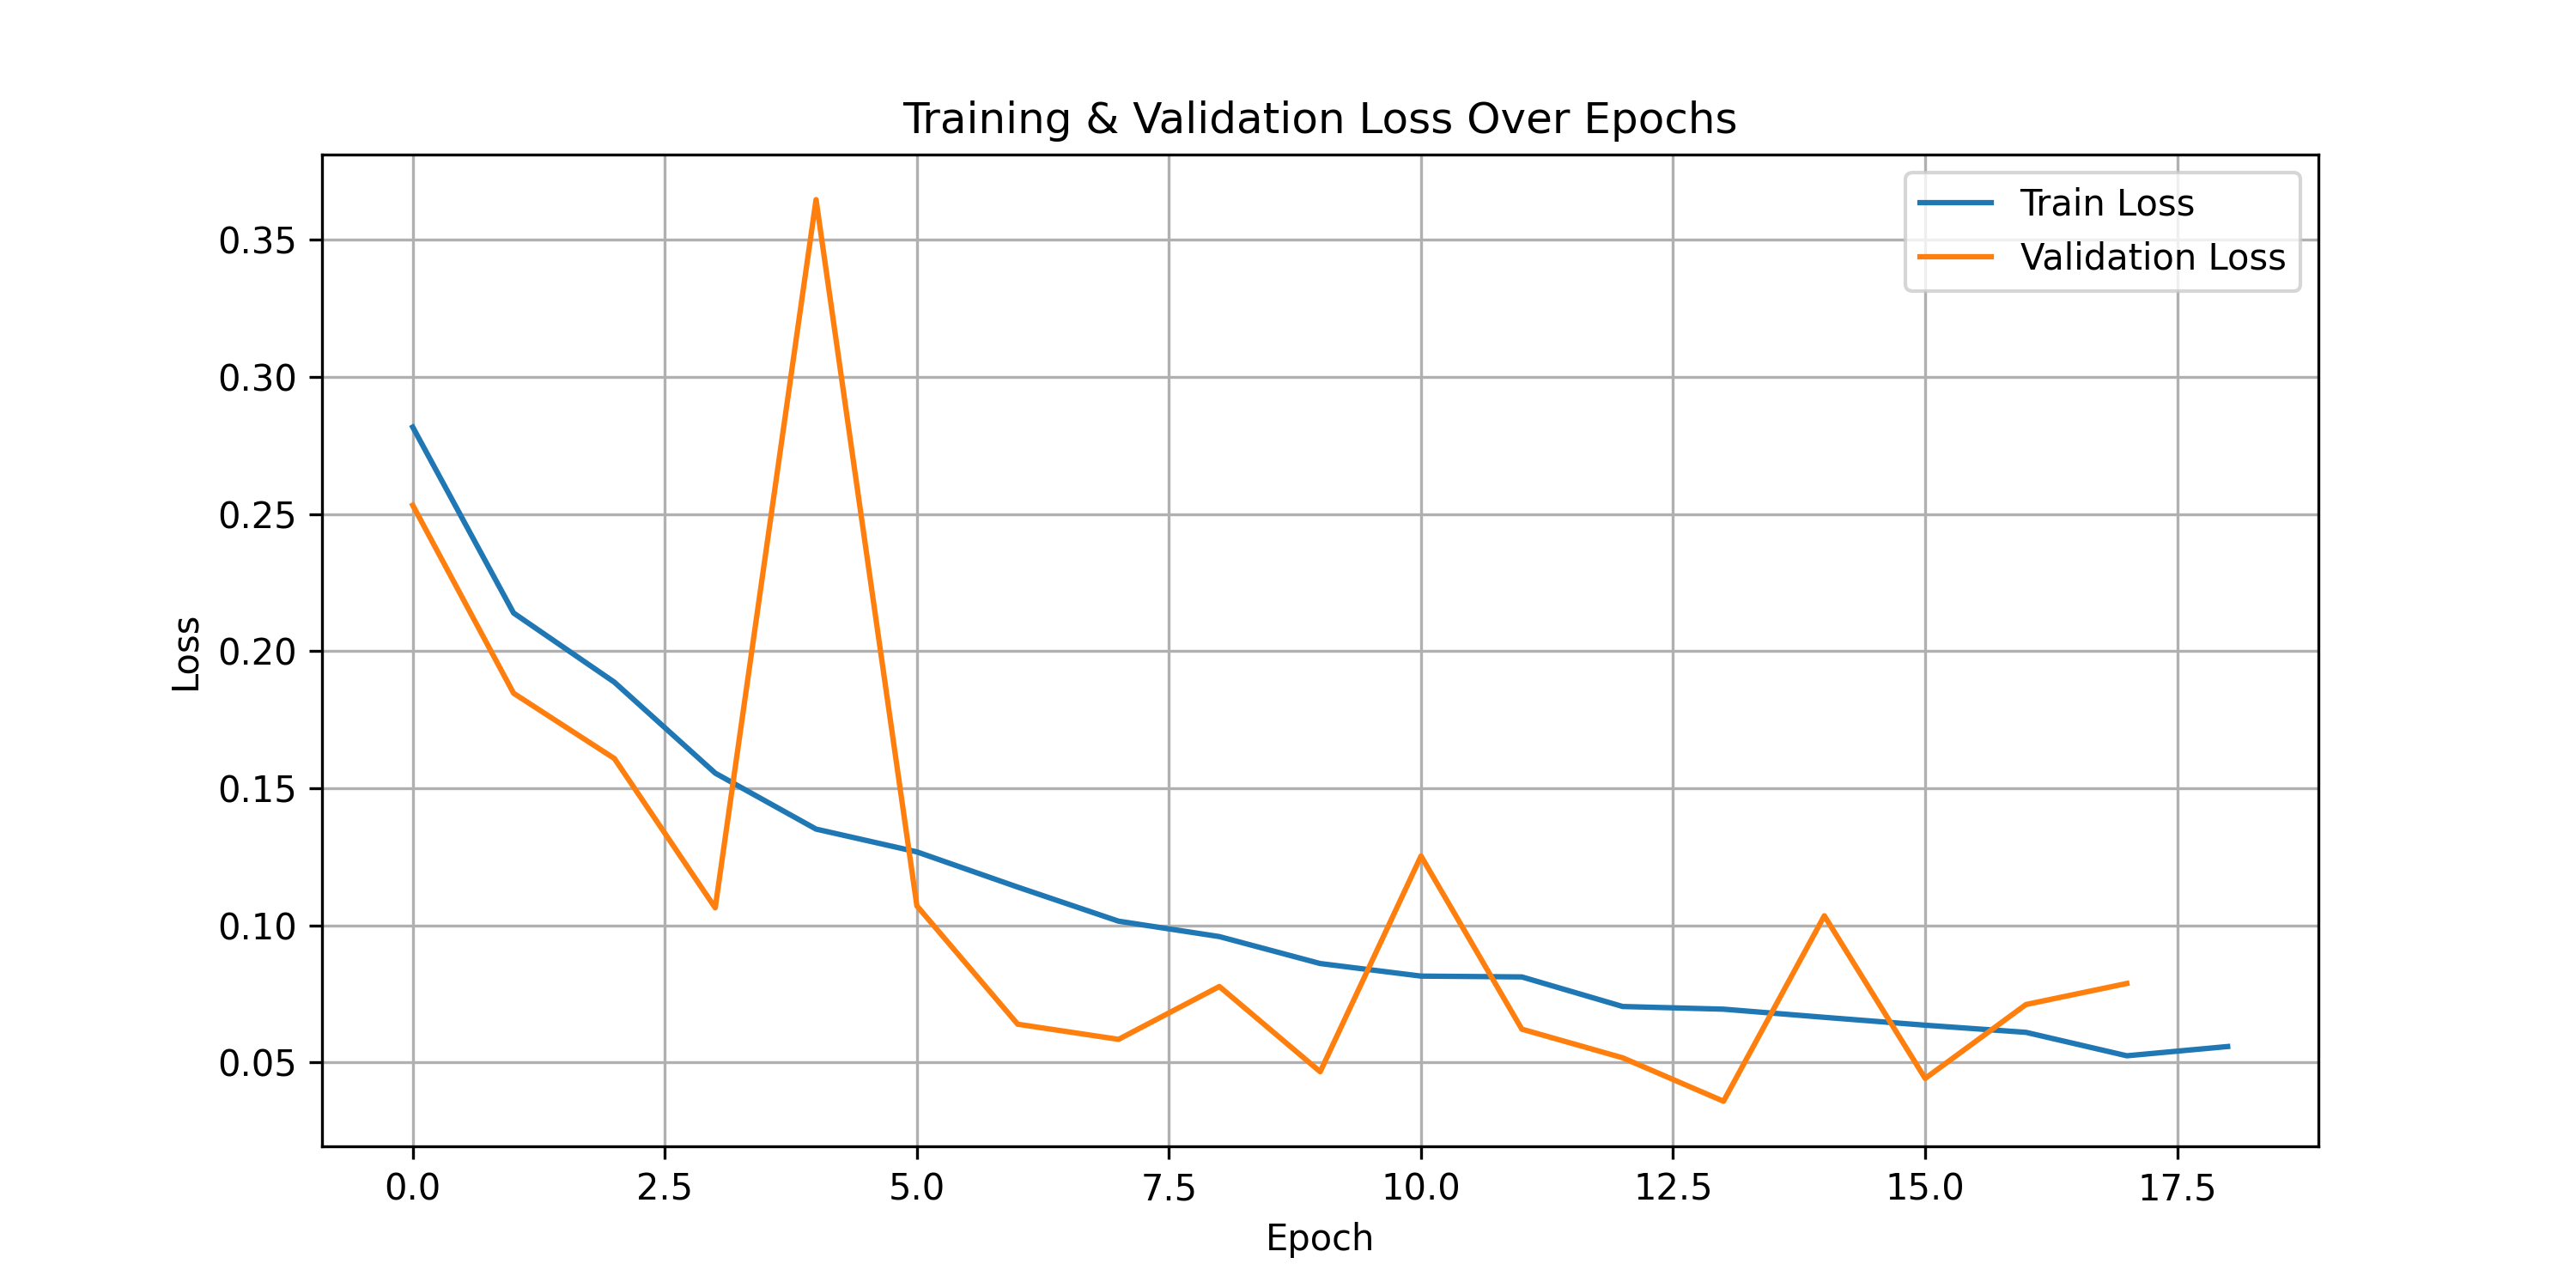 Training & Validation Loss Over Epochs
Train Loss
Validation Loss
0.35
0.30
0.25
0.20
0.15
0.10
0.05
Loss
0.0 2.5 5.0 7.5 10.0 12.5 15.0 17.5
Epoch